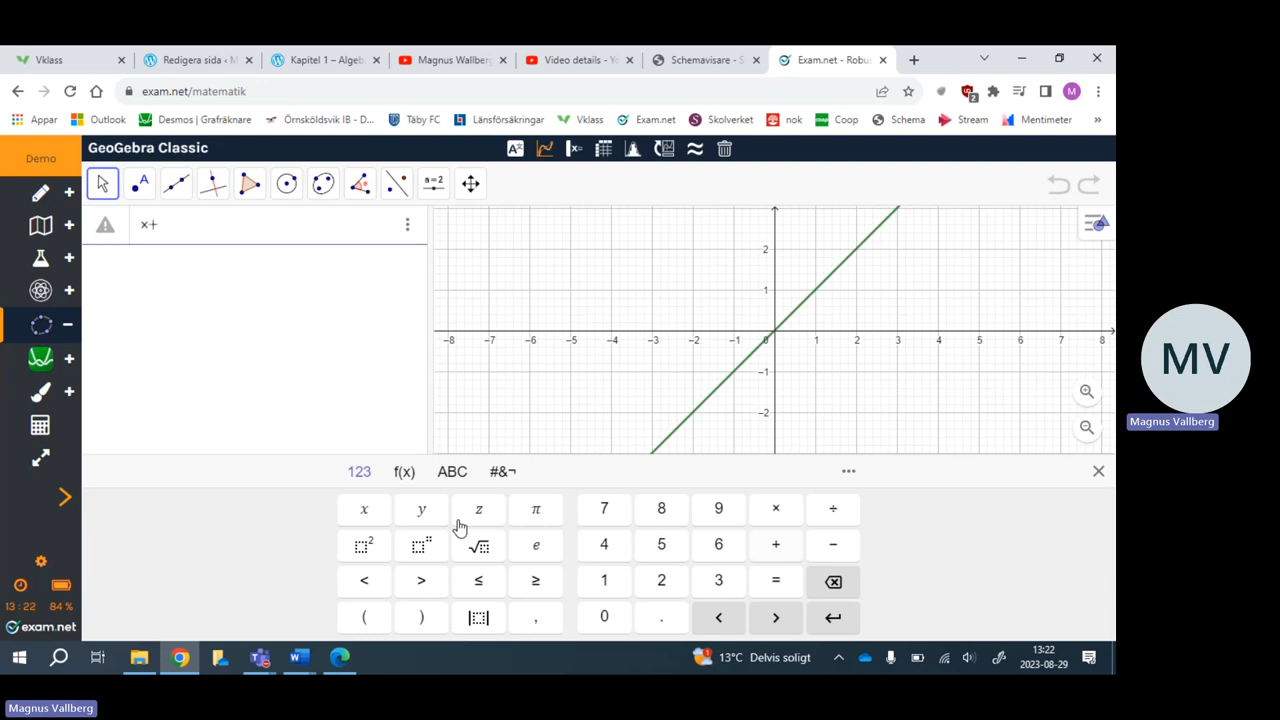 Vklass
Redigera sida ‹ M
Kapitel 1 – Algeb
Magnus Wallberg
Video details - Yo
Schemavisare - S
Exam.net - Robus
exam.net/matematik
2
M
Appar
Outlook
Desmos | Grafräknare
Örnsköldsvik IB - D...
Täby FC
Länsförsäkringar
Vklass
Exam.net
Skolverket
nok
Coop
Schema
Stream
Mentimeter
»
Demo
GeoGebra Classic
a=2
x+
2
1
-8 -7 -6 -5 -4 -3 -2 -1 0 1 2 3 4 5 6 7 8
-1
-2
123 f(x) ABC #&¬
x y z π 7 8 9 × ÷
2 √ e 4 5 6 + −
< > ≤ ≥ 1 2 3 =
( ) , 0 . < >
13:22 84 %
exam.net
13°C Delvis soligt
13:22
2023-08-29
MV
Magnus Vallberg
Magnus Vallberg